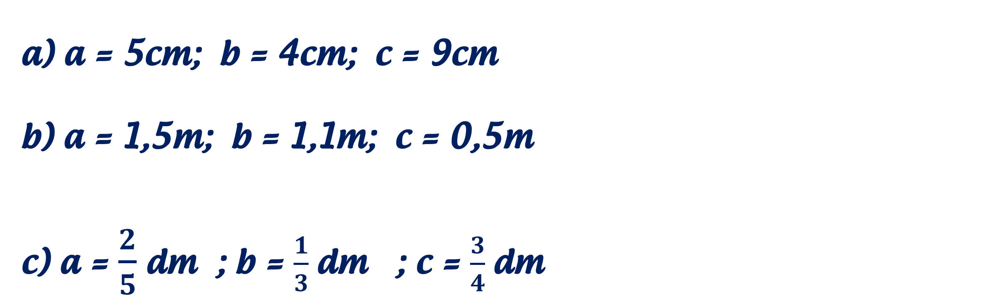 a) a = 5cm; b = 4cm; c = 9cm
b) a = 1,5m; b = 1,1m; c = 0,5m
c) a = 2/5 dm ; b = 1/3 dm ; c = 3/4 dm